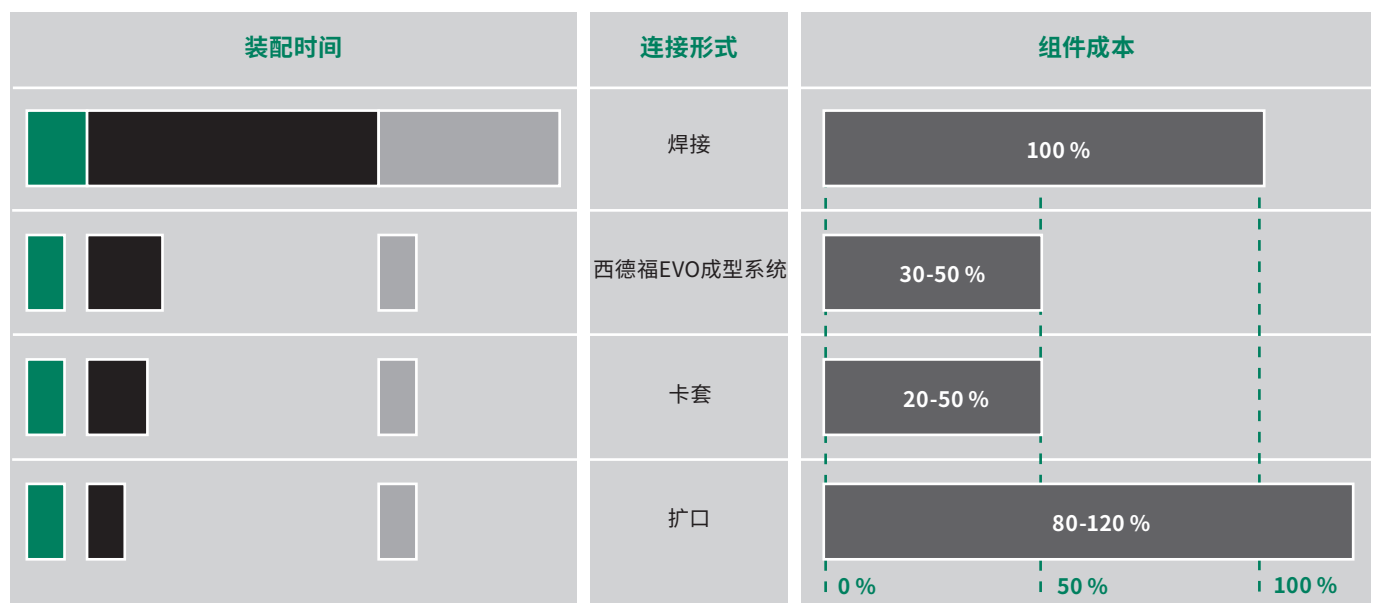 装配时间
连接形式
组件成本
焊接
100 %
西德福EVO成型系统
30-50 %
卡套
20-50 %
扩口
80-120 %
0 %
50 %
100 %